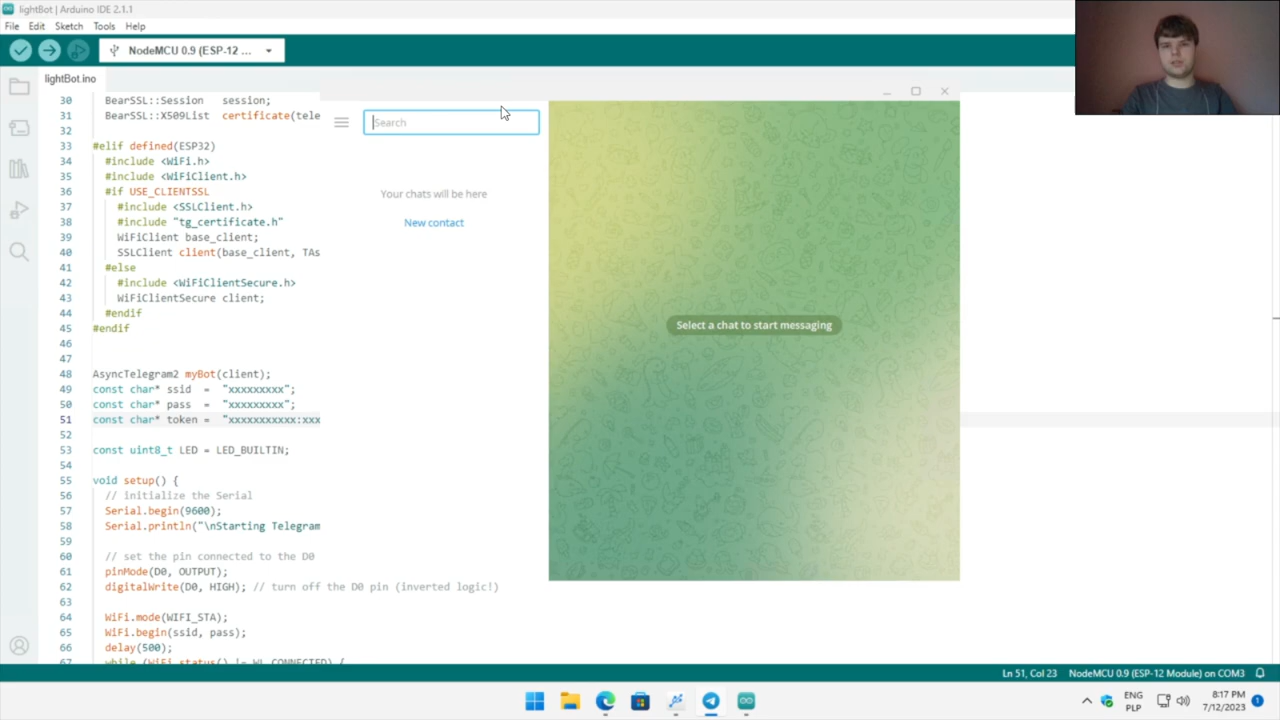 lightBot | Arduino IDE 2.1.1
File Edit Sketch Tools Help
NodeMCU 0.9 (ESP-12 ...
lightBot.ino
30 BearSSL::Session session;
31 BearSSL::X509List certificate(tele
32
33 #elif defined(ESP32)
34 #include <WiFi.h>
35 #include <WiFiClient.h>
36 #if USE_CLIENTSSL
37 #include <SSLClient.h>
38 #include "tg_certificate.h"
39 WiFiClient base_client;
40 SSLClient client(base_client, TAs
41 #else
42 #include <WiFiClientSecure.h>
43 WiFiClientSecure client;
44 #endif
45 #endif
46
47
48 AsyncTelegram2 myBot(client);
49 const char* ssid = "xxxxxxxxx";
50 const char* pass = "xxxxxxxxx";
51 const char* token = "xxxxxxxxxxx:xxx
52
53 const uint8_t LED = LED_BUILTIN;
54
55 void setup() {
56 // initialize the Serial
57 Serial.begin(9600);
58 Serial.println("\nStarting Telegram
59
60 // set the pin connected to the D0
61 pinMode(D0, OUTPUT);
62 digitalWrite(D0, HIGH); // turn off the D0 pin (inverted logic!)
63
64 WiFi.mode(WIFI_STA);
65 WiFi.begin(ssid, pass);
66 delay(500);
67 while (WiFi.status() != WL_CONNECTED) {
Search
Your chats will be here
New contact
Select a chat to start messaging
Ln 51, Col 23 NodeMCU 0.9 (ESP-12 Module) on COM3
ENG
PLP
8:17 PM
7/12/2023
1